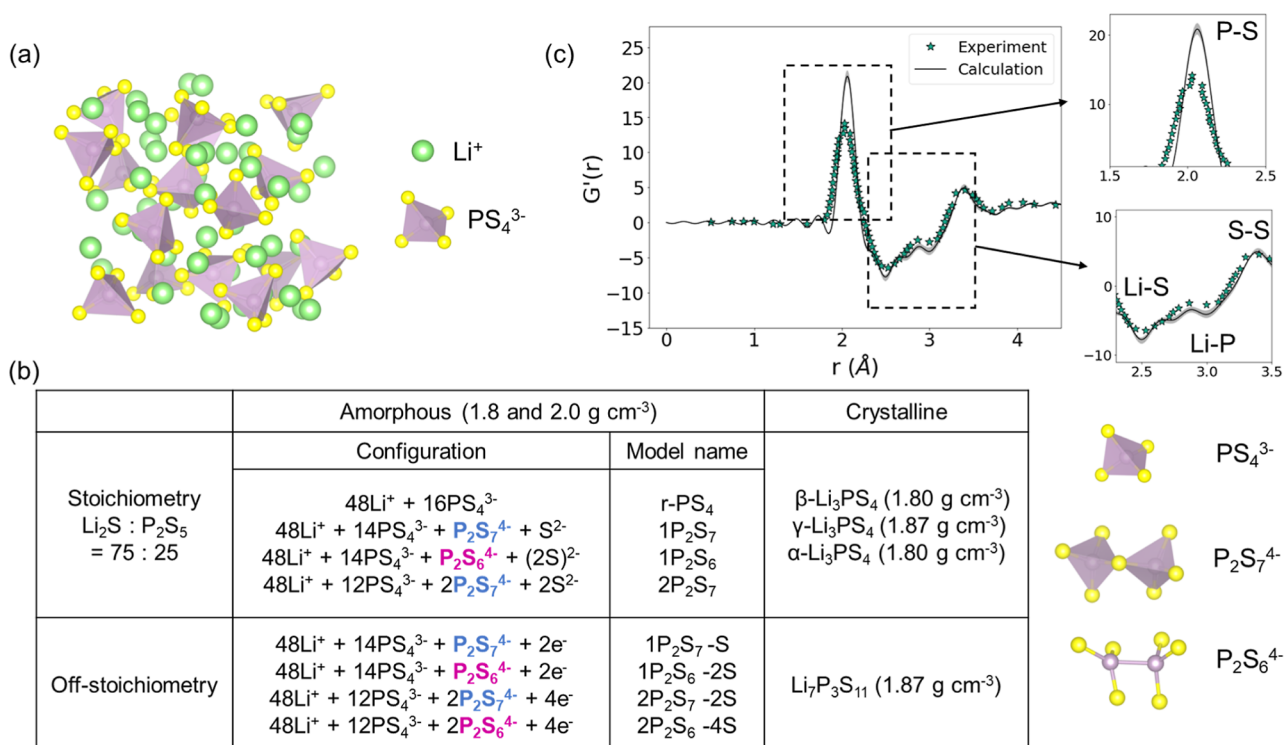 (a)
Li⁺
PS₄³⁻
(c)
G'(r)
25
20
15
10
5
0
−5
−10
−15
0 1 2 3 4
r (Å)
Experiment
Calculation
P-S
20
10
1.5 2.0 2.5
10
0
−10
S-S
Li-S
Li-P
2.5 3.0 3.5
(b)
Amorphous (1.8 and 2.0 g cm⁻³) Crystalline
Configuration Model name
Stoichiometry
Li₂S : P₂S₅
= 75 : 25
48Li⁺ + 16PS₄³⁻ r-PS₄
48Li⁺ + 14PS₄³⁻ + P₂S₇⁴⁻ + S²⁻ 1P₂S₇
48Li⁺ + 14PS₄³⁻+ P₂S₆⁴⁻ + (2S)²⁻ 1P₂S₆
48Li⁺ + 12PS₄³⁻ + 2P₂S₇⁴⁻ + 2S²⁻ 2P₂S₇
β-Li₃PS₄ (1.80 g cm⁻³)
γ-Li₃PS₄ (1.87 g cm⁻³)
α-Li₃PS₄ (1.80 g cm⁻³)
Off-stoichiometry
48Li⁺ + 14PS₄³⁻ + P₂S₇⁴⁻ + 2e⁻ 1P₂S₇ -S
48Li⁺ + 14PS₄³⁻ + P₂S₆⁴⁻ + 2e⁻ 1P₂S₆ -2S
48Li⁺ + 12PS₄³⁻ + 2P₂S₇⁴⁻ + 4e⁻ 2P₂S₇ -2S
48Li⁺ + 12PS₄³⁻ + 2P₂S₆⁴⁻ + 4e⁻ 2P₂S₆ -4S
Li₇P₃S₁₁ (1.87 g cm⁻³)
PS₄³⁻
P₂S₇⁴⁻
P₂S₆⁴⁻